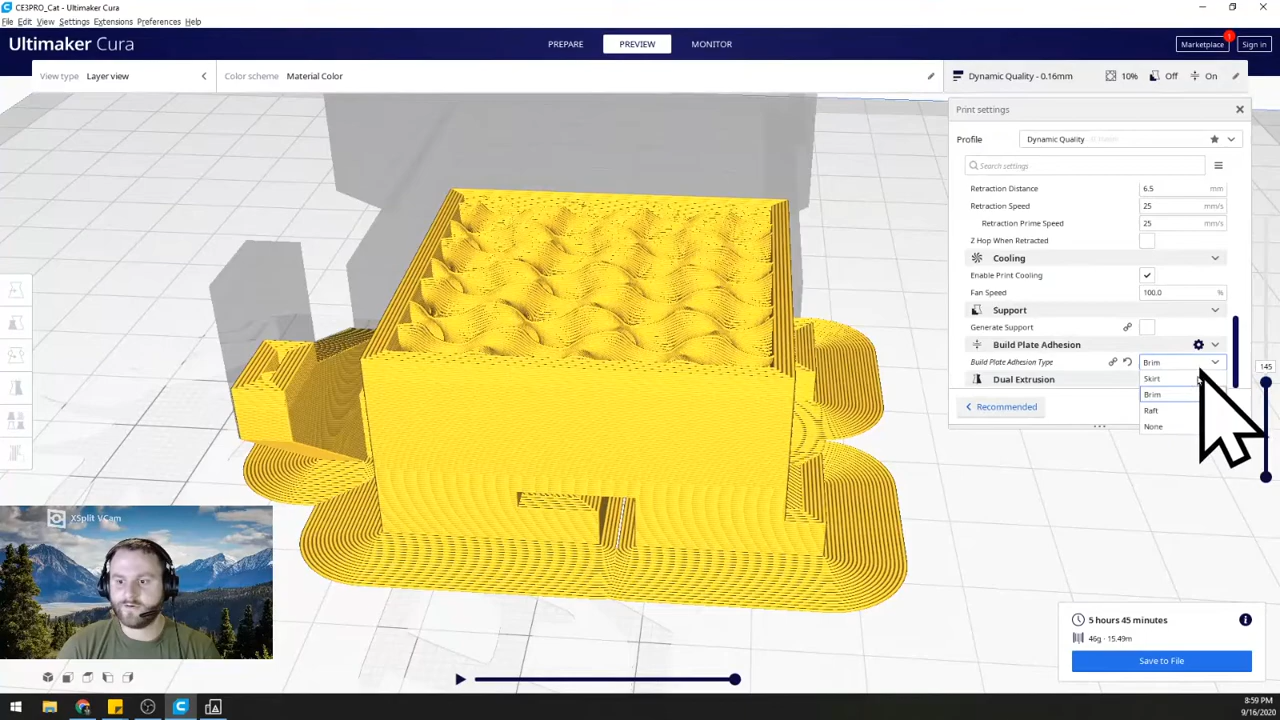 CE3PRO_Cat - Ultimaker Cura
File Edit View Settings Extensions Preferences Help
Ultimaker Cura
PREPARE
PREVIEW
MONITOR
Marketplace
1
Sign in
View type Layer view
Color scheme Material Color
Dynamic Quality - 0.16mm
10%
Off
On
Print settings
Profile
Dynamic Quality
Search settings
Retraction Distance 6.5 mm
Retraction Speed 25 mm/s
Retraction Prime Speed 25 mm/s
Z Hop When Retracted
Cooling
Enable Print Cooling
Fan Speed 100.0 %
Support
Generate Support
Build Plate Adhesion
Build Plate Adhesion Type Brim
Skirt
Dual Extrusion
Brim
Raft
None
Recommended
145
XSplit VCam
5 hours 45 minutes
46g · 15.49m
Save to File
8:59 PM
9/16/2020